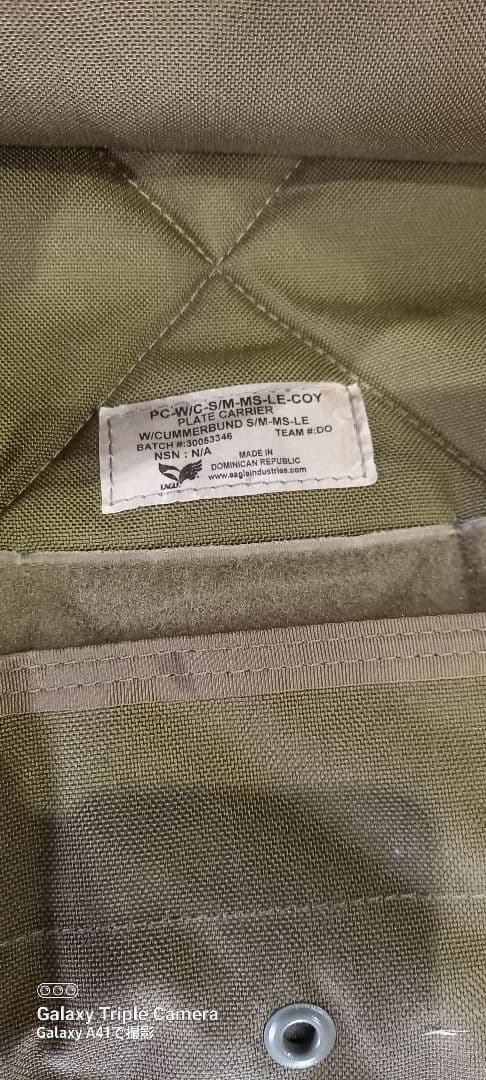 PC-W/C-S/M-MS-LE-COY
PLATE CARRIER
W/CUMMERBUND S/M-MS-LE
BATCH #:30053346 TEAM #:DO
NSN : N/A
MADE IN
DOMINICAN REPUBLIC
www.eagleindustries.com
EAGLE
Galaxy Triple Camera
Galaxy A41で撮影